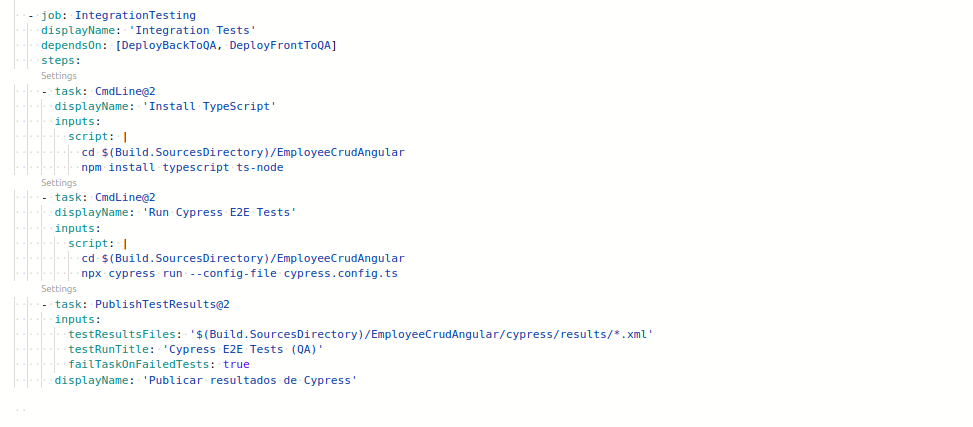 - job: IntegrationTesting
displayName: 'Integration Tests'
dependsOn: [DeployBackToQA, DeployFrontToQA]
steps:
Settings
- task: CmdLine@2
displayName: 'Install TypeScript'
inputs:
script: |
cd $(Build.SourcesDirectory)/EmployeeCrudAngular
npm install typescript ts-node
Settings
- task: CmdLine@2
displayName: 'Run Cypress E2E Tests'
inputs:
script: |
cd $(Build.SourcesDirectory)/EmployeeCrudAngular
npx cypress run --config-file cypress.config.ts
Settings
- task: PublishTestResults@2
inputs:
testResultsFiles: '$(Build.SourcesDirectory)/EmployeeCrudAngular/cypress/results/*.xml'
testRunTitle: 'Cypress E2E Tests (QA)'
failTaskOnFailedTests: true
displayName: 'Publicar resultados de Cypress'